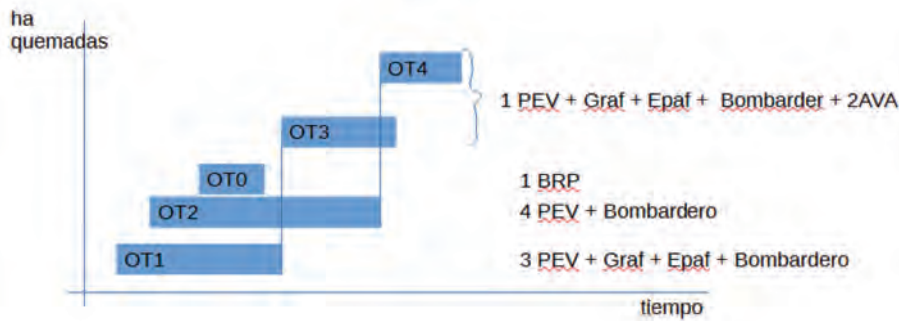 ha
quemadas
OT4
1 PEV + Graf + Epaf + Bombarder + 2AVA
OT3
OT0
1 BRP
OT2
4 PEV + Bombardero
OT1
3 PEV + Graf + Epaf + Bombardero
tiempo